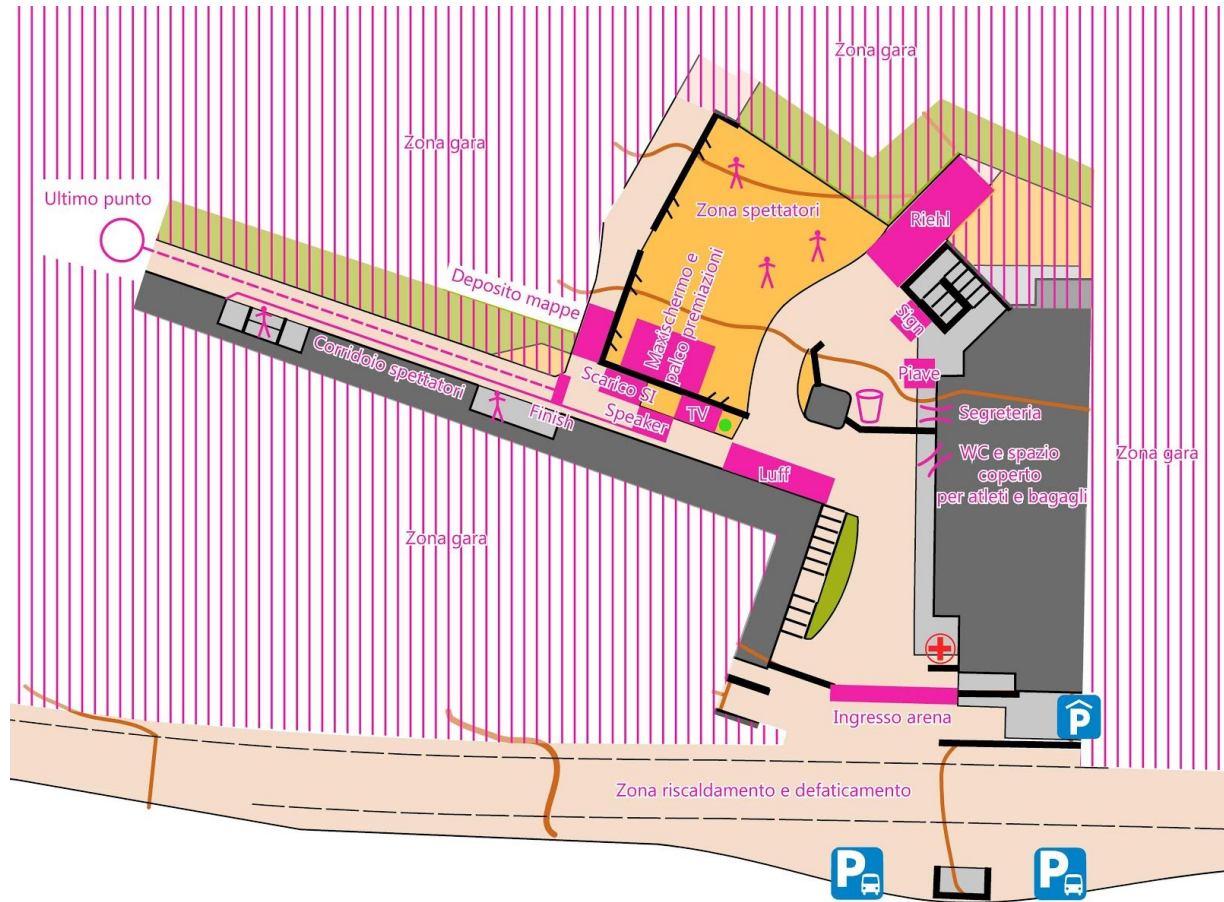 Zona gara
Zona gara
Ultimo punto
Zona spettatori
Riehl
Deposito mappe
Maxischermo e
palco premiazioni
Sign
Corridoio spettatori
Scarico SI
Piave
Finish
Speaker
TV
Segreteria
Luff
WC e spazio
coperto
per atleti e bagagli
Zona gara
Zona gara
Ingresso arena
P
Zona riscaldamento e defaticamento
P
P